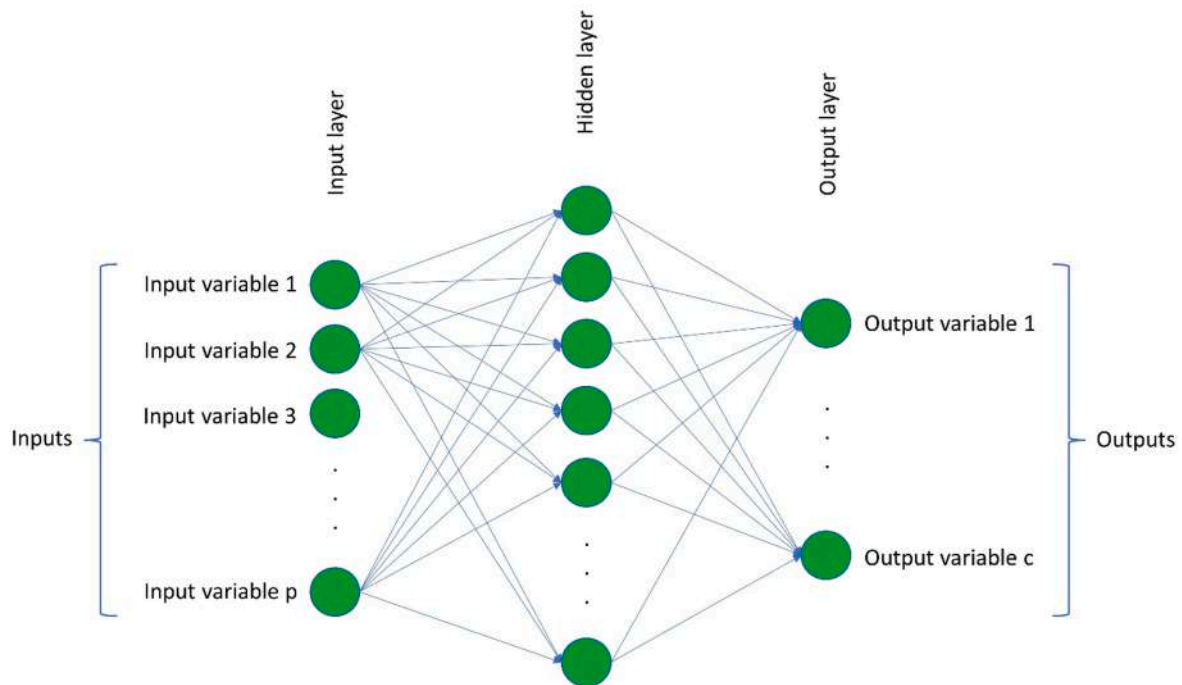 Input layer
Hidden layer
Output layer
Inputs
Input variable 1
Input variable 2
Input variable 3
.
.
.
Input variable p
.
.
.
Output variable 1
.
.
.
Output variable c
Outputs